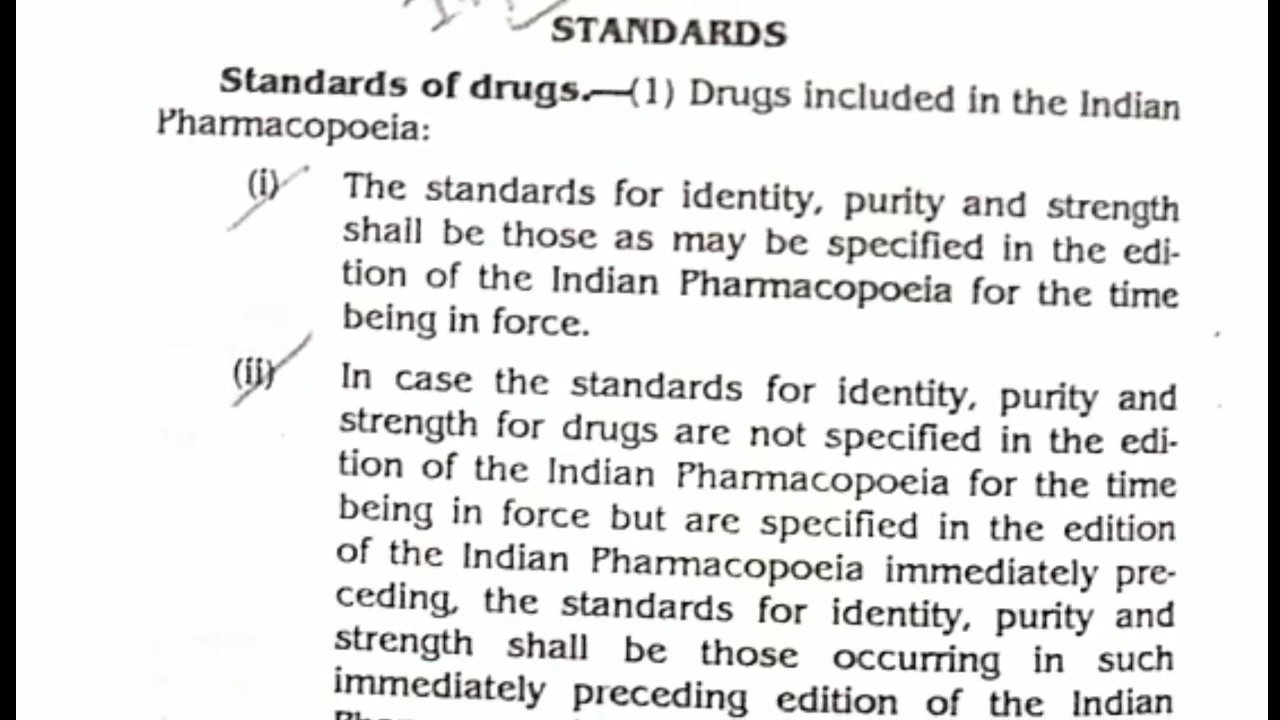 STANDARDS
Standards of drugs.—(1) Drugs included in the Indian
Pharmacopoeia:
(i) The standards for identity, purity and strength
shall be those as may be specified in the edi-
tion of the Indian Pharmacopoeia for the time
being in force.
(ii) In case the standards for identity, purity and
strength for drugs are not specified in the edi-
tion of the Indian Pharmacopoeia for the time
being in force but are specified in the edition
of the Indian Pharmacopoeia immediately pre-
ceding, the standards for identity, purity and
strength shall be those occurring in such
immediately preceding edition of the Indian